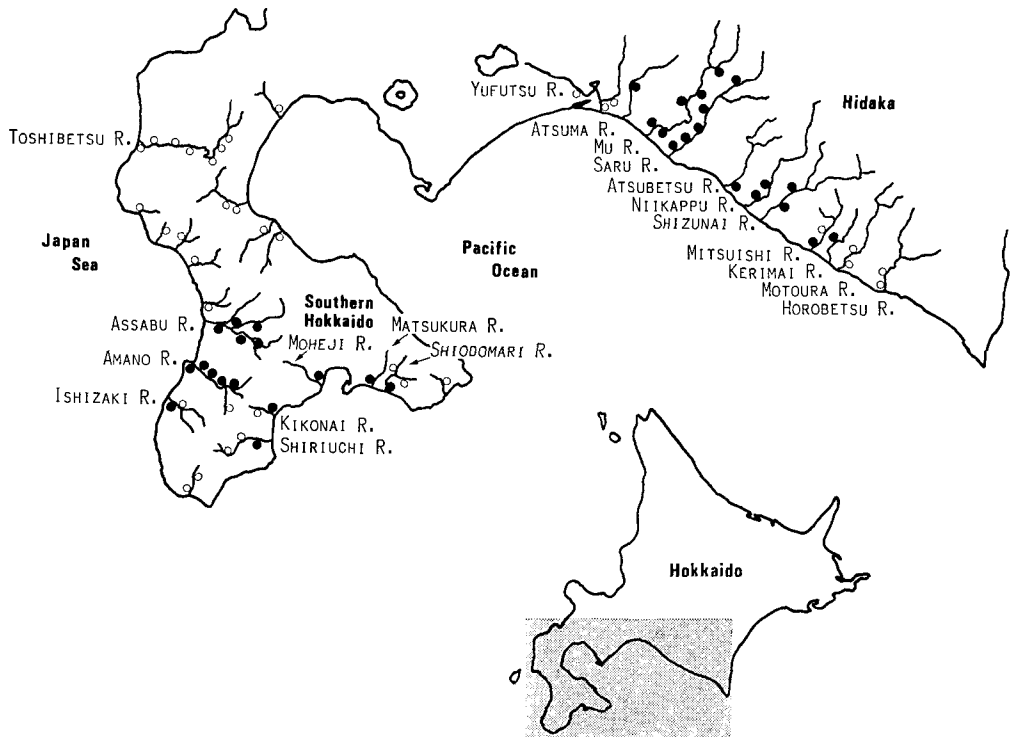 Yufutsu R.
Hidaka
Toshibetsu R.
Atsuma R.
Mu R.
Saru R.
Atsubetsu R.
Niikappu R.
Shizunai R.
Japan
Sea
Pacific
Ocean
Mitsuishi R.
Kerimai R.
Motoura R.
Horobetsu R.
Southern
Hokkaido
Matsukura R.
Assabu R.
Moheji R.
Shiodomari R.
Amano R.
Ishizaki R.
Kikonai R.
Shiriuchi R.
Hokkaido